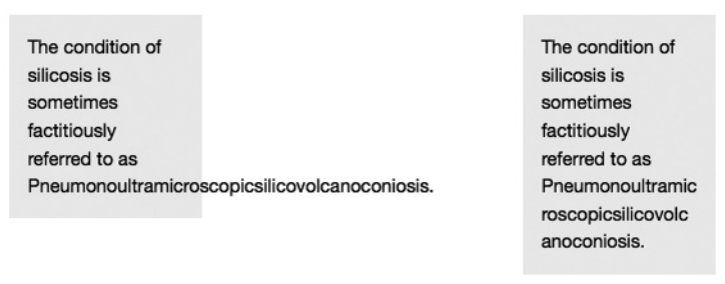 The condition of
silicosis is
sometimes
factitiously
referred to as
Pneumonoultramicroscopicsilicovolcanoconiosis.
The condition of
silicosis is
sometimes
factitiously
referred to as
Pneumonoultramic
roscopicsilicovolc
anoconiosis.